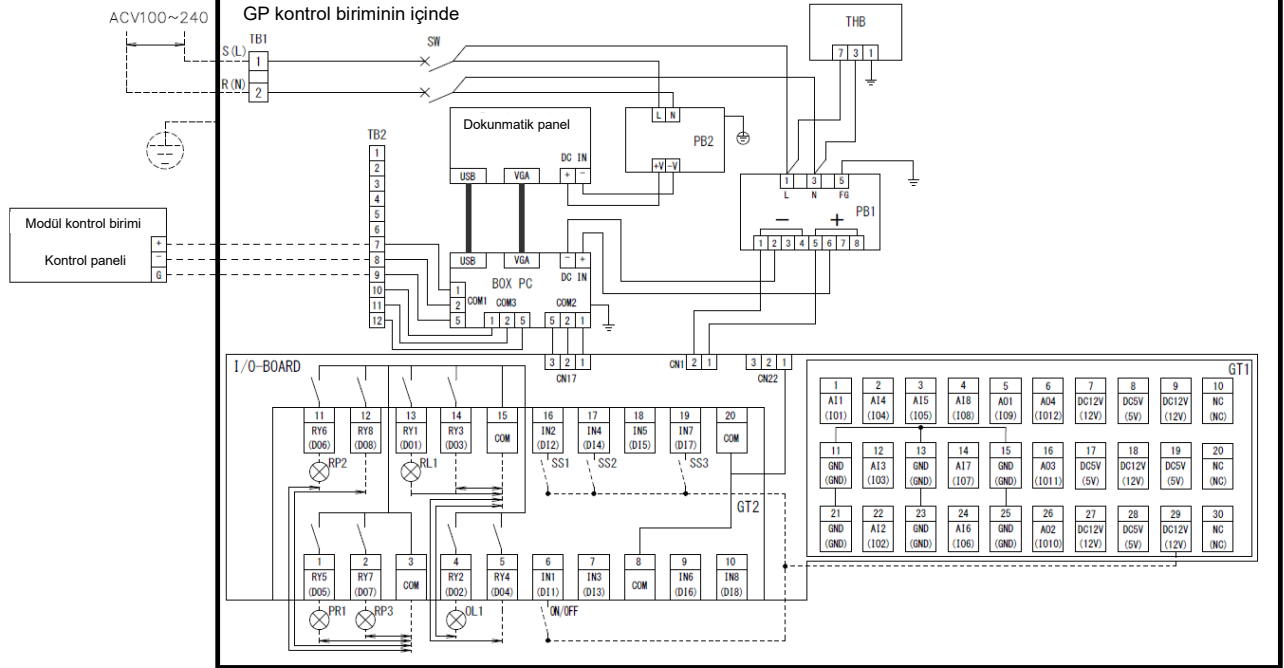 ACV100~240
GP kontrol biriminin içinde
S(L)
TB1
1
R(N)
2
SW
THB
7 3 1
Dokunmatik panel
DC IN
USB VGA + -
L N
PB2
+V -V
1 3 5
L N FG
PB1
- +
1 2 3 4 5 6 7 8
TB2
1
2
3
4
5
6
7
8
9
10
11
12
Modül kontrol birimi
Kontrol paneli
+
-
G
USB VGA - +
DC IN
BOX PC
1
2
5
COM1 COM3 COM2
1 2 5 5 2 1
I/O-BOARD
3 2 1
CN17
CN1 2 1
3 2 1
CN22
11 12 13 14 15 16 17 18 19 20
RY6 RY8 RY1 RY3 COM IN2 IN4 IN5 IN7 COM
(DO6) (DO8) (DO1) (DO3) (DI2) (DI4) (DI5) (DI7)
RP2 RL1 SS1 SS2 SS3
GT2
1 2 3 4 5 6 7 8 9 10
RY5 RY7 COM RY2 RY4 IN1 IN3 COM IN6 IN8
(DO5) (DO7) (DO2) (DO4) (DI1) (DI3) (DI6) (DI8)
PR1 RP3 OL1 ON/OFF
GT1
1 2 3 4 5 6 7 8 9 10
AI1 AI4 AI5 AI8 AO1 AO4 DC12V DC5V DC12V NC
(IO1) (IO4) (IO5) (IO8) (IO9) (IO12) (12V) (5V) (12V) (NC)
11 12 13 14 15 16 17 18 19 20
GND AI3 GND AI7 GND AO3 DC5V DC12V DC5V NC
(GND) (IO3) (GND) (IO7) (GND) (IO11) (5V) (12V) (5V) (NC)
21 22 23 24 25 26 27 28 29 30
GND AI2 GND AI6 GND AO2 DC12V DC5V DC12V NC
(GND) (IO2) (GND) (IO6) (GND) (IO10) (12V) (5V) (12V) (NC)